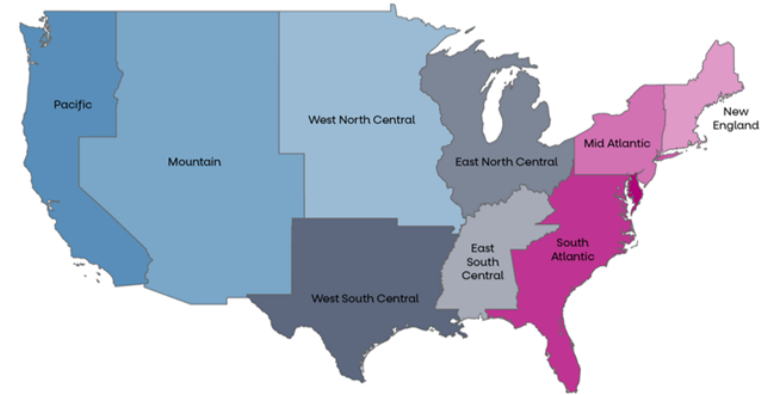 Pacific
Mountain
West North Central
East North Central
Mid Atlantic
New
England
West South Central
East
South
Central
South
Atlantic